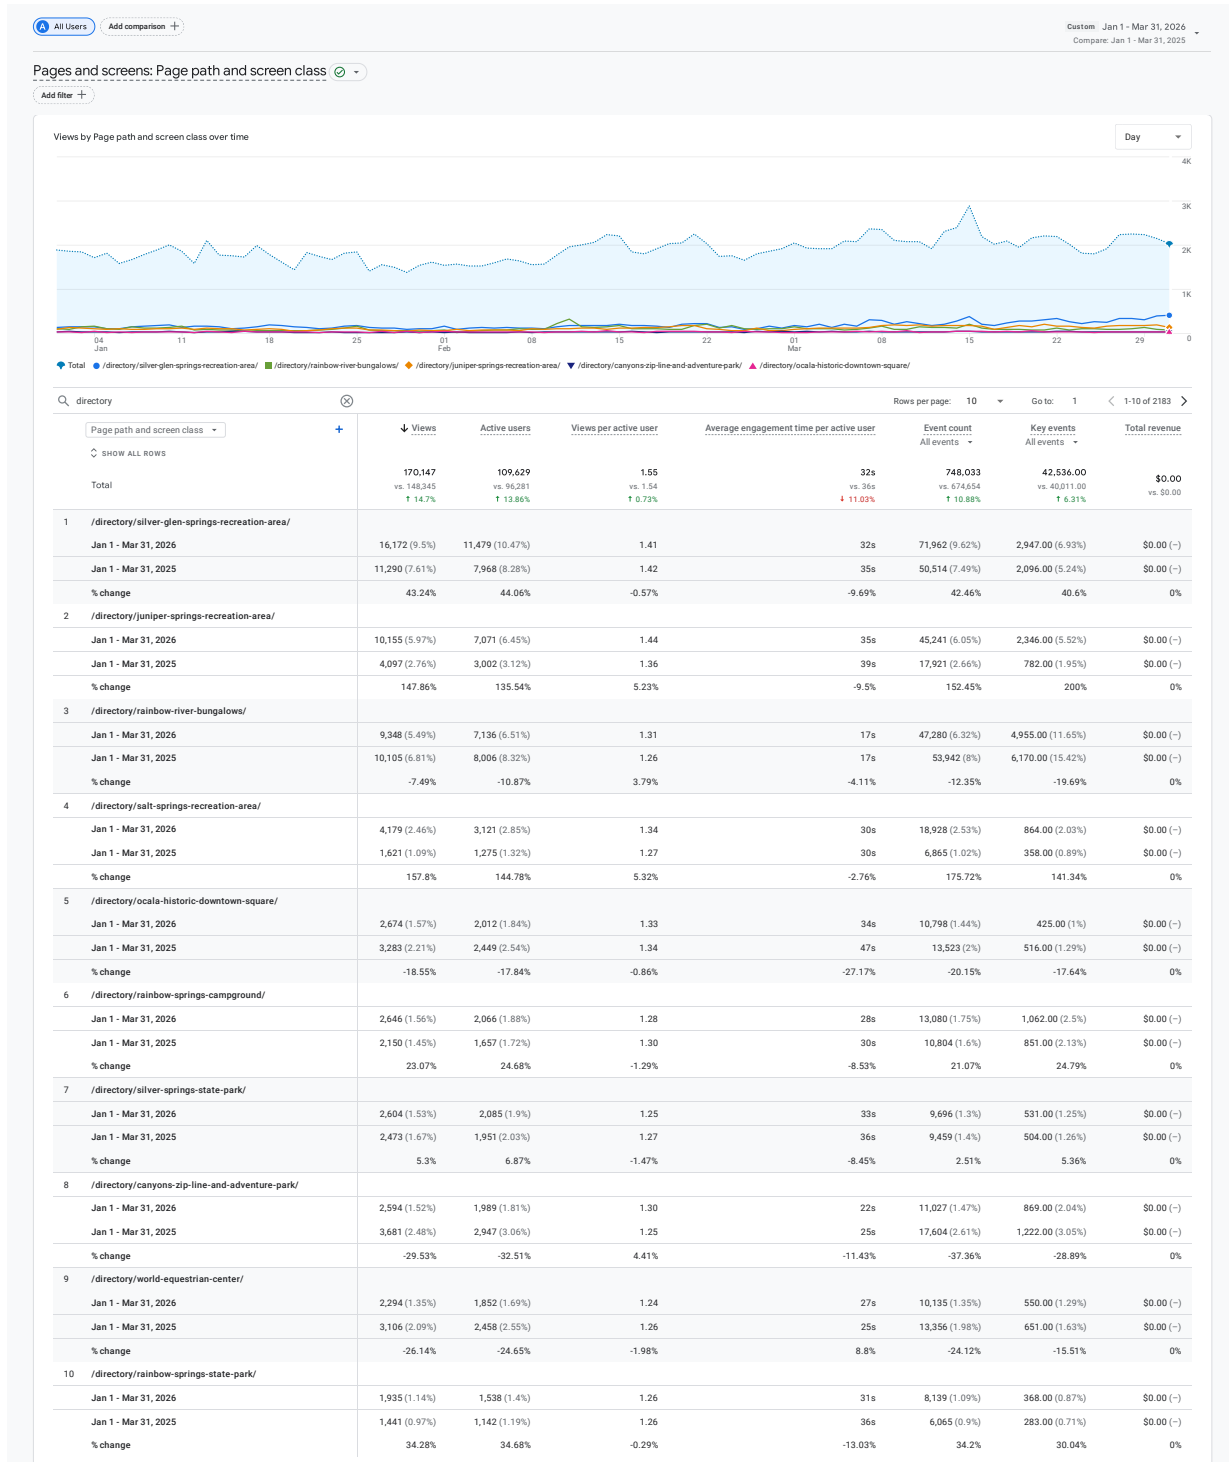 A All Users Add comparison +
Custom Jan 1 - Mar 31, 2026
Compare: Jan 1 - Mar 31, 2025
Pages and screens: Page path and screen class
Add filter +
Views by Page path and screen class over time
Day
4K
3K
2K
1K
0
04 Jan 11 18 25 01 Feb 08 15 22 01 Mar 08 15 22 29
Total /directory/silver-glen-springs-recreation-area/ /directory/rainbow-river-bungalows/ /directory/juniper-springs-recreation-area/ /directory/canyons-zip-line-and-adventure-park/ /directory/ocala-historic-downtown-square/
directory Rows per page: 10 Go to: 1 1-10 of 2183
Page path and screen class + Views Active users Views per active user Average engagement time per active user Event count Key events Total revenue
All events All events
SHOW ALL ROWS
Total 170,147 109,629 1.55 32s 748,033 42,536.00 $0.00
vs. 148,345 vs. 96,281 vs. 1.54 vs. 36s vs. 674,654 vs. 40,011.00 vs. $0.00
↑ 14.7% ↑ 13.86% ↑ 0.73% ↓ 11.03% ↑ 10.88% ↑ 6.31%
1 /directory/silver-glen-springs-recreation-area/
Jan 1 - Mar 31, 2026 16,172 (9.5%) 11,479 (10.47%) 1.41 32s 71,962 (9.62%) 2,947.00 (6.93%) $0.00 (–)
Jan 1 - Mar 31, 2025 11,290 (7.61%) 7,968 (8.28%) 1.42 35s 50,514 (7.49%) 2,096.00 (5.24%) $0.00 (–)
% change 43.24% 44.06% -0.57% -9.69% 42.46% 40.6% 0%
2 /directory/juniper-springs-recreation-area/
Jan 1 - Mar 31, 2026 10,155 (5.97%) 7,071 (6.45%) 1.44 35s 45,241 (6.05%) 2,346.00 (5.52%) $0.00 (–)
Jan 1 - Mar 31, 2025 4,097 (2.76%) 3,002 (3.12%) 1.36 39s 17,921 (2.66%) 782.00 (1.95%) $0.00 (–)
% change 147.86% 135.54% 5.23% -9.5% 152.45% 200% 0%
3 /directory/rainbow-river-bungalows/
Jan 1 - Mar 31, 2026 9,348 (5.49%) 7,136 (6.51%) 1.31 17s 47,280 (6.32%) 4,955.00 (11.65%) $0.00 (–)
Jan 1 - Mar 31, 2025 10,105 (6.81%) 8,006 (8.32%) 1.26 17s 53,942 (8%) 6,170.00 (15.42%) $0.00 (–)
% change -7.49% -10.87% 3.79% -4.11% -12.35% -19.69% 0%
4 /directory/salt-springs-recreation-area/
Jan 1 - Mar 31, 2026 4,179 (2.46%) 3,121 (2.85%) 1.34 30s 18,928 (2.53%) 864.00 (2.03%) $0.00 (–)
Jan 1 - Mar 31, 2025 1,621 (1.09%) 1,275 (1.32%) 1.27 30s 6,865 (1.02%) 358.00 (0.89%) $0.00 (–)
% change 157.8% 144.78% 5.32% -2.76% 175.72% 141.34% 0%
5 /directory/ocala-historic-downtown-square/
Jan 1 - Mar 31, 2026 2,674 (1.57%) 2,012 (1.84%) 1.33 34s 10,798 (1.44%) 425.00 (1%) $0.00 (–)
Jan 1 - Mar 31, 2025 3,283 (2.21%) 2,449 (2.54%) 1.34 47s 13,523 (2%) 516.00 (1.29%) $0.00 (–)
% change -18.55% -17.84% -0.86% -27.17% -20.15% -17.64% 0%
6 /directory/rainbow-springs-campground/
Jan 1 - Mar 31, 2026 2,646 (1.56%) 2,066 (1.88%) 1.28 28s 13,080 (1.75%) 1,062.00 (2.5%) $0.00 (–)
Jan 1 - Mar 31, 2025 2,150 (1.45%) 1,657 (1.72%) 1.30 30s 10,804 (1.6%) 851.00 (2.13%) $0.00 (–)
% change 23.07% 24.68% -1.29% -8.53% 21.07% 24.79% 0%
7 /directory/silver-springs-state-park/
Jan 1 - Mar 31, 2026 2,604 (1.53%) 2,085 (1.9%) 1.25 33s 9,696 (1.3%) 531.00 (1.25%) $0.00 (–)
Jan 1 - Mar 31, 2025 2,473 (1.67%) 1,951 (2.03%) 1.27 36s 9,459 (1.4%) 504.00 (1.26%) $0.00 (–)
% change 5.3% 6.87% -1.47% -8.45% 2.51% 5.36% 0%
8 /directory/canyons-zip-line-and-adventure-park/
Jan 1 - Mar 31, 2026 2,594 (1.52%) 1,989 (1.81%) 1.30 22s 11,027 (1.47%) 869.00 (2.04%) $0.00 (–)
Jan 1 - Mar 31, 2025 3,681 (2.48%) 2,947 (3.06%) 1.25 25s 17,604 (2.61%) 1,222.00 (3.05%) $0.00 (–)
% change -29.53% -32.51% 4.41% -11.43% -37.36% -28.89% 0%
9 /directory/world-equestrian-center/
Jan 1 - Mar 31, 2026 2,294 (1.35%) 1,852 (1.69%) 1.24 27s 10,135 (1.35%) 550.00 (1.29%) $0.00 (–)
Jan 1 - Mar 31, 2025 3,106 (2.09%) 2,458 (2.55%) 1.26 25s 13,356 (1.98%) 651.00 (1.63%) $0.00 (–)
% change -26.14% -24.65% -1.98% 8.8% -24.12% -15.51% 0%
10 /directory/rainbow-springs-state-park/
Jan 1 - Mar 31, 2026 1,935 (1.14%) 1,538 (1.4%) 1.26 31s 8,139 (1.09%) 368.00 (0.87%) $0.00 (–)
Jan 1 - Mar 31, 2025 1,441 (0.97%) 1,142 (1.19%) 1.26 36s 6,065 (0.9%) 283.00 (0.71%) $0.00 (–)
% change 34.28% 34.68% -0.29% -13.03% 34.2% 30.04% 0%